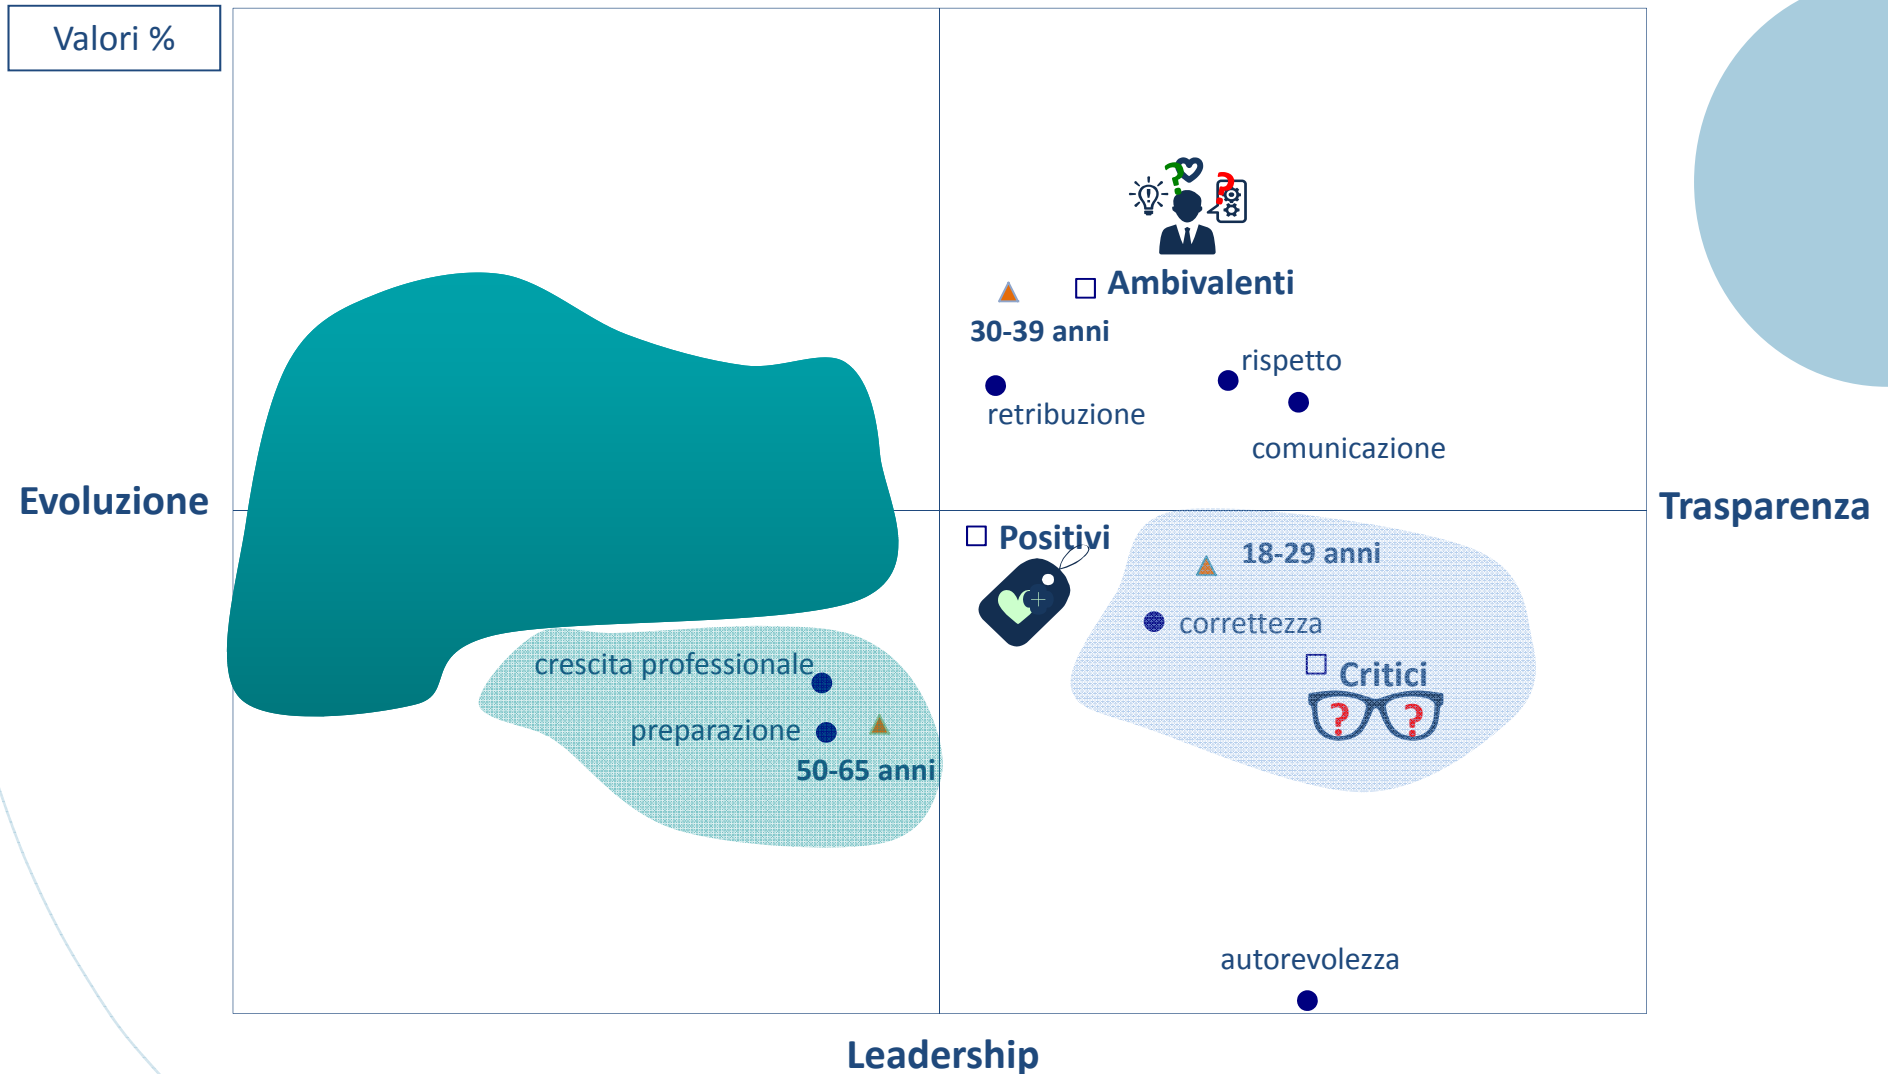 Valori %
Ambivalenti
30-39 anni
rispetto
retribuzione
comunicazione
Evoluzione
Trasparenza
Positivi
18-29 anni
correttezza
crescita professionale
Critici
preparazione
50-65 anni
autorevolezza
Leadership